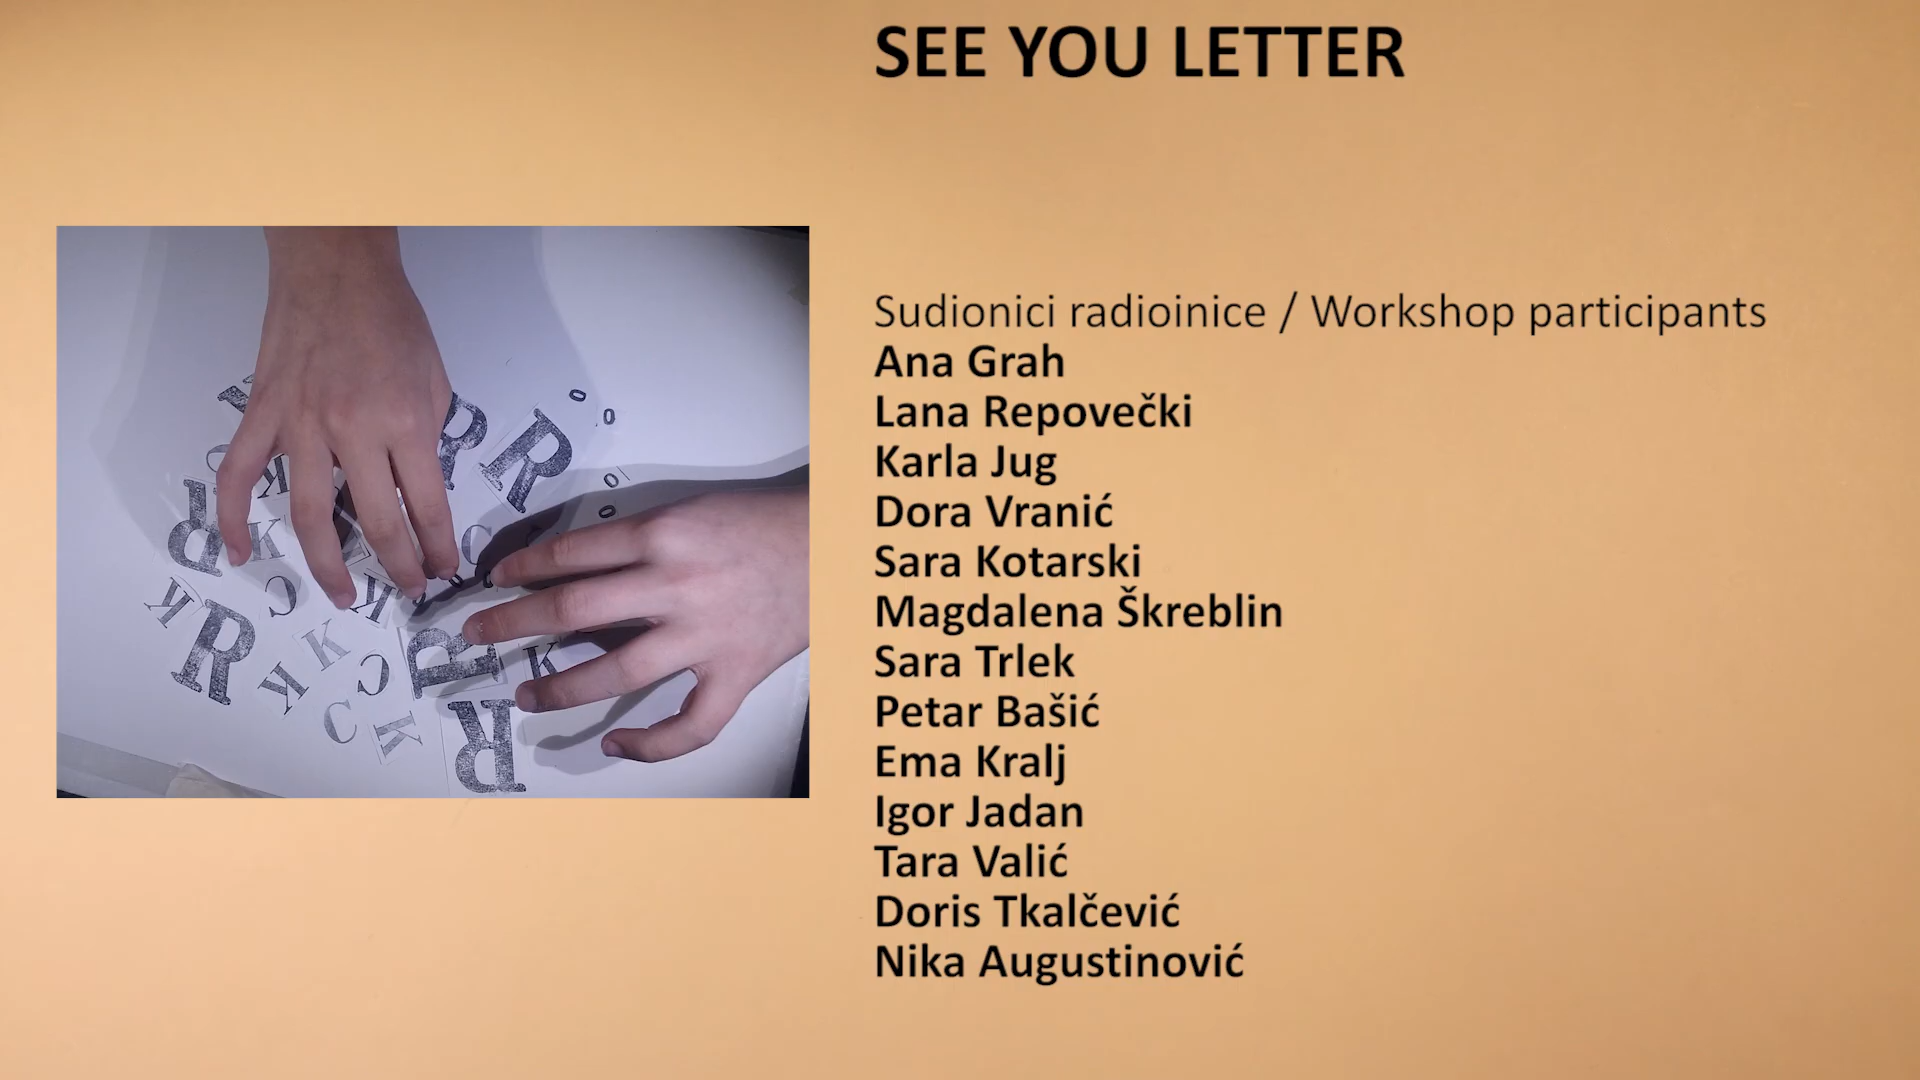 SEE YOU LETTER
Sudionici radioinice / Workshop participants
Ana Grah
Lana Repovečki
Karla Jug
Dora Vranić
Sara Kotarski
Magdalena Škreblin
Sara Trlek
Petar Bašić
Ema Kralj
Igor Jadan
Tara Valić
Doris Tkalčević
Nika Augustinović